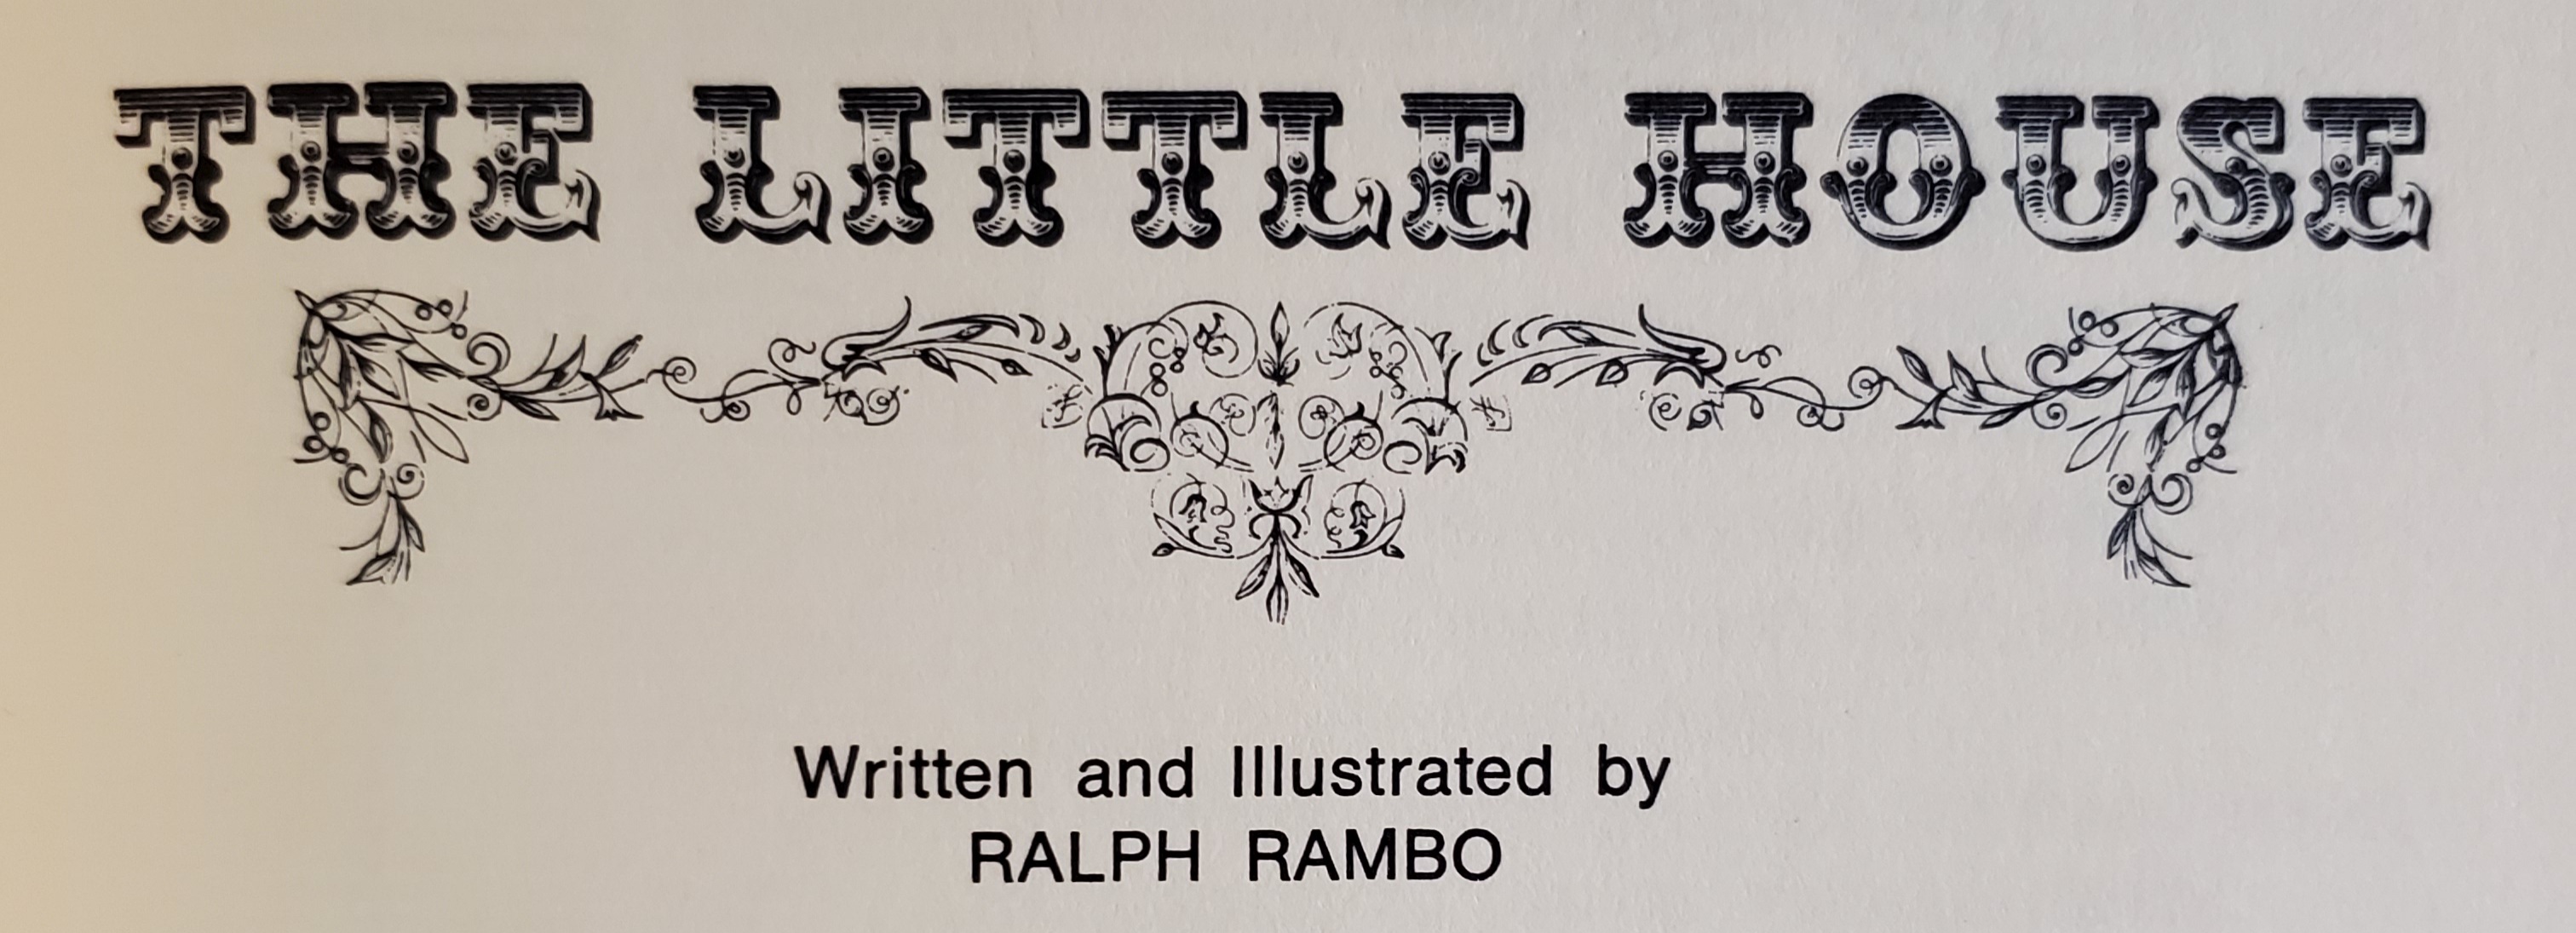 THE LITTLE HOUSE
Written and Illustrated by
RALPH RAMBO